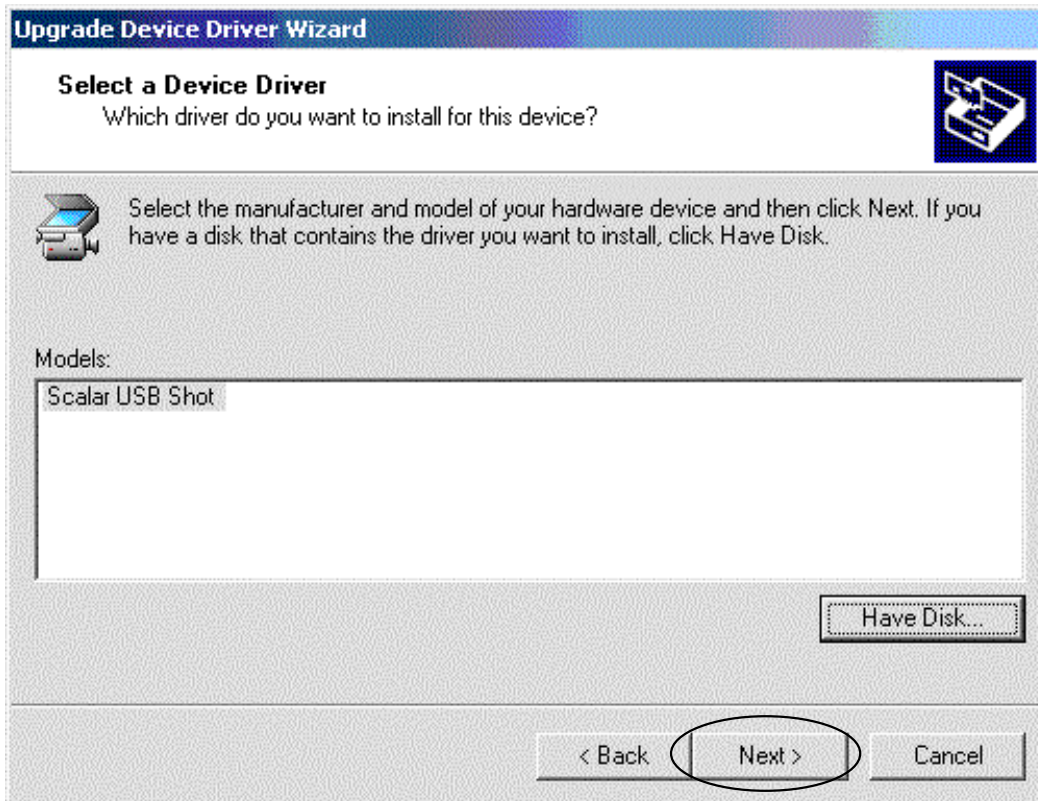 Upgrade Device Driver Wizard
Select a Device Driver
Which driver do you want to install for this device?
Select the manufacturer and model of your hardware device and then click Next. If you
have a disk that contains the driver you want to install, click Have Disk.
Models:
Scalar USB Shot
Have Disk...
< Back
Next >
Cancel